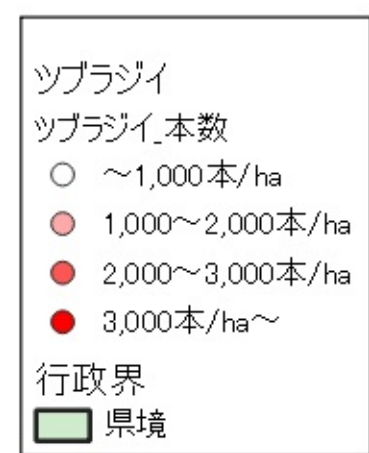 ツブラジイ
ツブラジイ_本数
～1,000本/ha
1,000～2,000本/ha
2,000～3,000本/ha
3,000本/ha～
行政界
県境